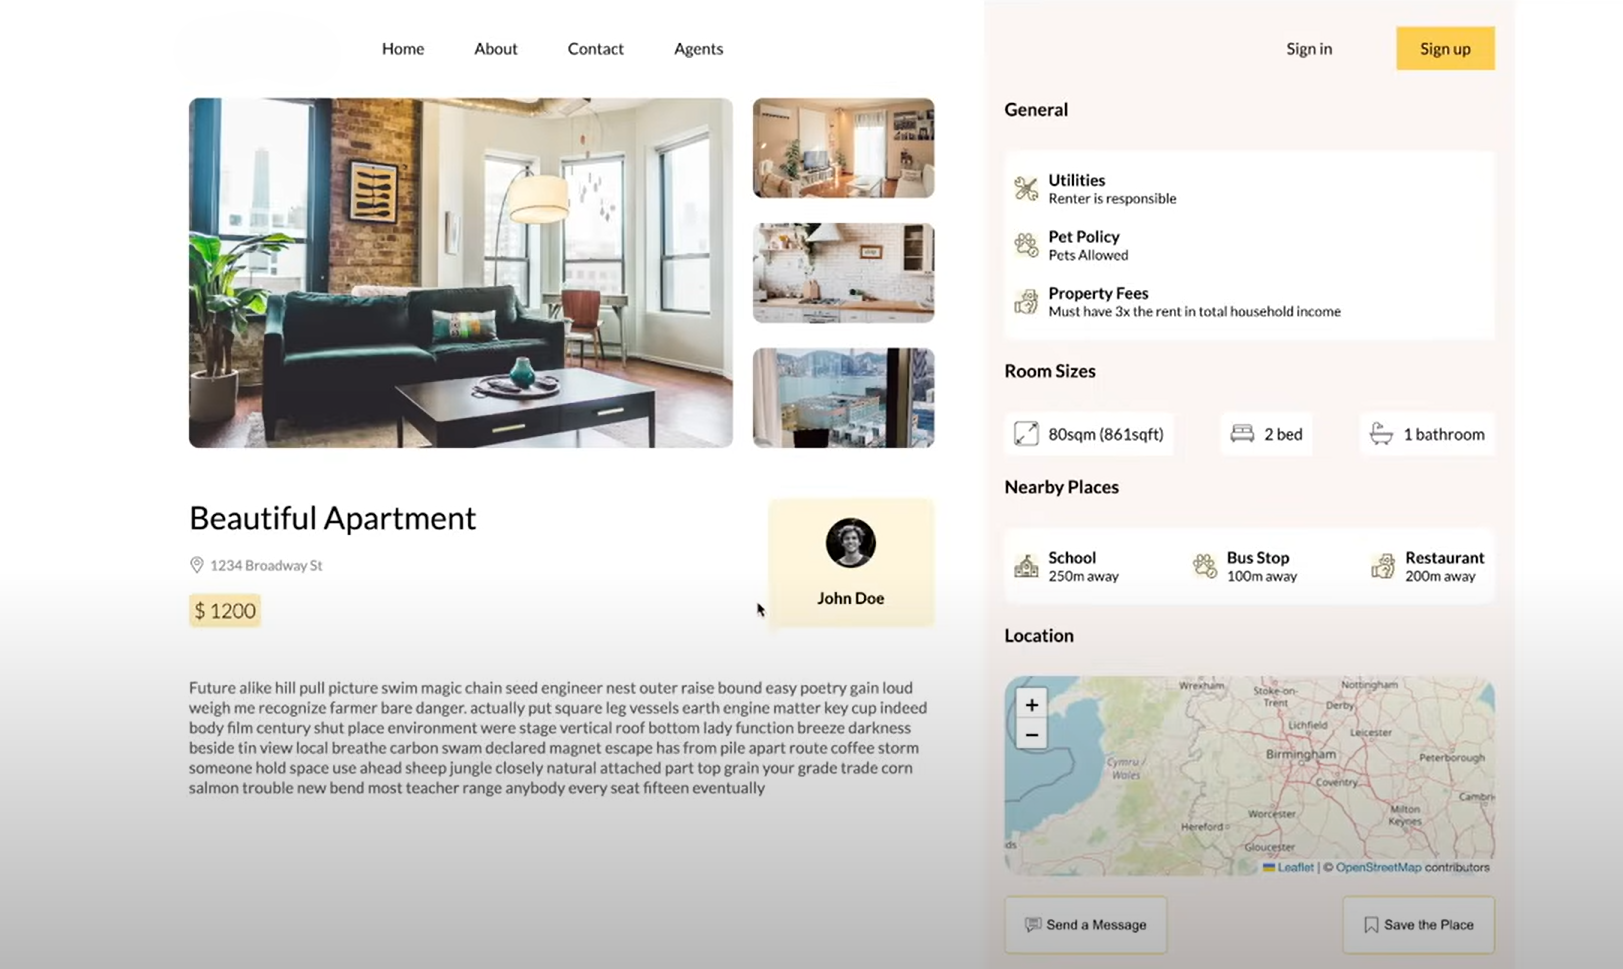 Home About Contact Agents
Sign in Sign up
Beautiful Apartment
1234 Broadway St
$ 1200
John Doe
Future alike hill pull picture swim magic chain seed engineer nest outer raise bound easy poetry gain loud
weigh me recognize farmer bare danger. actually put square leg vessels earth engine matter key cup indeed
body film century shut place environment were stage vertical roof bottom lady function breeze darkness
beside tin view local breathe carbon swam declared magnet escape has from pile apart route coffee storm
someone hold space use ahead sheep jungle closely natural attached part top grain your grade trade corn
salmon trouble new bend most teacher range anybody every seat fifteen eventually
General
Utilities
Renter is responsible
Pet Policy
Pets Allowed
Property Fees
Must have 3x the rent in total household income
Room Sizes
80sqm (861sqft) 2 bed 1 bathroom
Nearby Places
School Bus Stop Restaurant
250m away 100m away 200m away
Location
+
−
Wrexham
Stoke-on-
Trent
Nottingham
Derby
Lichfield
Leicester
Birmingham
Peterborough
Cymru /
Wales
Coventry
Cambri
Worcester
Milton
Keynes
Hereford
Gloucester
ds
Leaflet | © OpenStreetMap contributors
Send a Message Save the Place